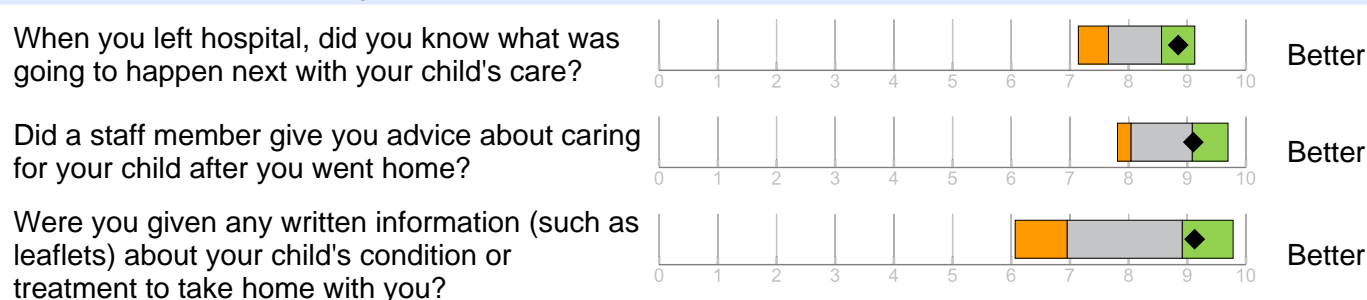 When you left hospital, did you know what was
going to happen next with your child's care?
0 1 2 3 4 5 6 7 8 9 10
Better
Did a staff member give you advice about caring
for your child after you went home?
0 1 2 3 4 5 6 7 8 9 10
Better
Were you given any written information (such as
leaflets) about your child's condition or
treatment to take home with you?
0 1 2 3 4 5 6 7 8 9 10
Better